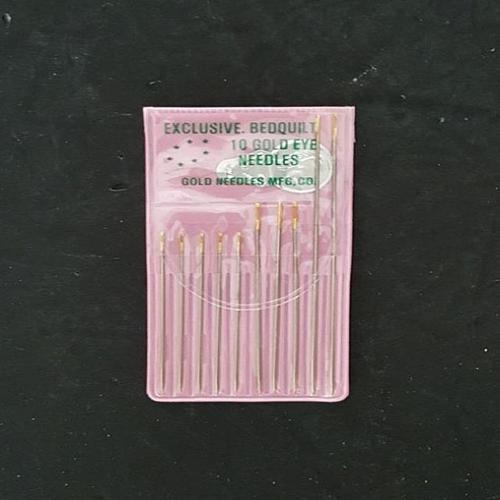 EXCLUSIVE. BEDQUILT
10 GOLD EYE
NEEDLES
GOLD NEEDLES MFG,CO.